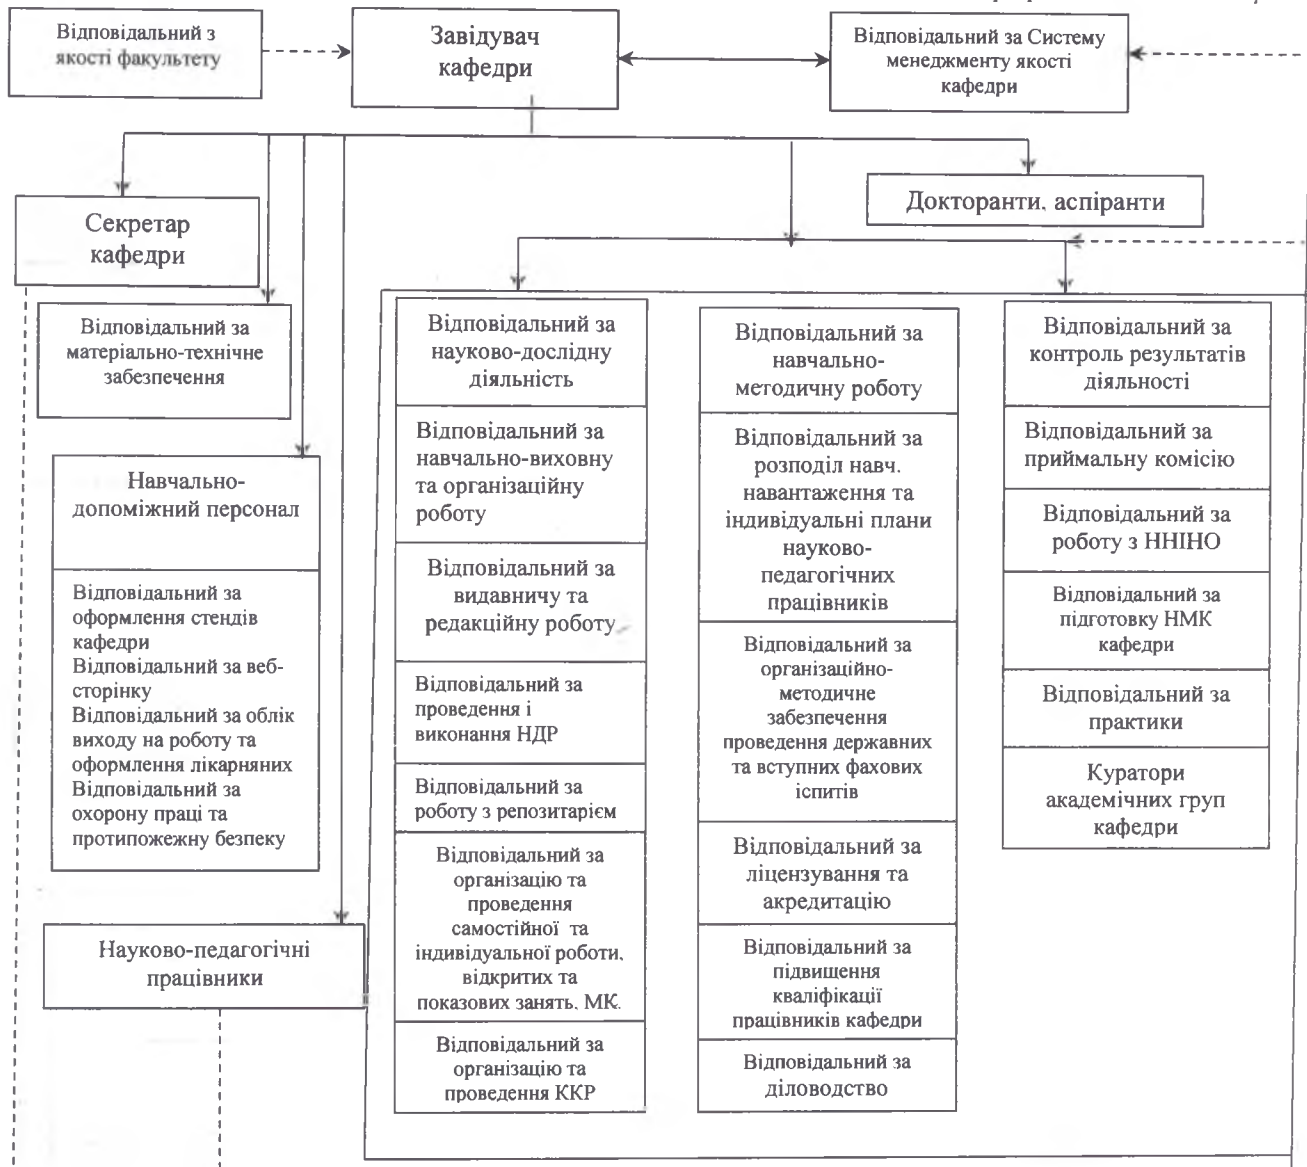 Відповідальний з
якості факультету
Завідувач
кафедри
Відповідальний за Систему
менеджменту якості
кафедри
Докторанти, аспіранти
Секретар
кафедри
Відповідальний за
матеріально-технічне
забезпечення
Навчально-
допоміжний персонал
Відповідальний за
оформлення стендів
кафедри
Відповідальний за веб-
сторінку
Відповідальний за облік
виходу на роботу та
оформлення лікарняних
Відповідальний за
охорону праці та
протипожежну безпеку
Науково-педагогічні
працівники
Відповідальний за
науково-дослідну
діяльність
Відповідальний за
навчально-виховну
та організаційну
роботу
Відповідальний за
видавничу та
редакційну роботу
Відповідальний за
проведення і
виконання НДР
Відповідальний за
роботу з репозитарієм
Відповідальний за
організацію та
проведення
самостійної та
індивідуальної роботи,
відкритих та
показових занять, МК.
Відповідальний за
організацію та
проведення ККР
Відповідальний за
навчально-
методичну роботу
Відповідальний за
розподіл навч.
навантаження та
індивідуальні плани
науково-
педагогічних
працівників
Відповідальний за
організаційно-
методичне
забезпечення
проведення державних
та вступних фахових
іспитів
Відповідальний за
ліцензування та
акредитацію
Відповідальний за
підвищення
кваліфікації
працівників кафедри
Відповідальний за
діловодство
Відповідальний за
контроль результатів
діяльності
Відповідальний за
приймальну комісію
Відповідальний за
роботу з ННІНО
Відповідальний за
підготовку НМК
кафедри
Відповідальний за
практики
Куратори
академічних груп
кафедри